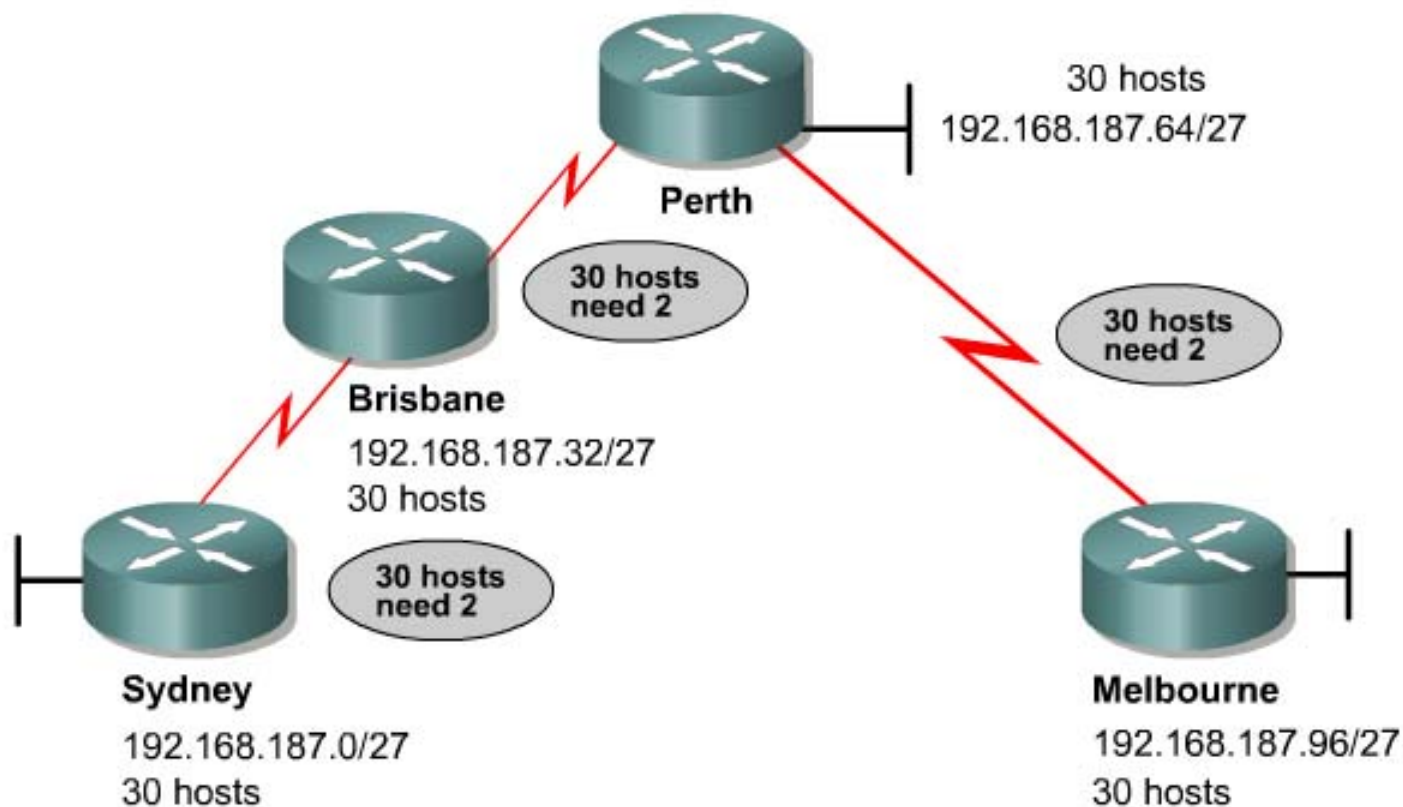 30 hosts
192.168.187.64/27
Perth
30 hosts
need 2
30 hosts
need 2
Brisbane
192.168.187.32/27
30 hosts
30 hosts
need 2
Sydney
192.168.187.0/27
30 hosts
Melbourne
192.168.187.96/27
30 hosts